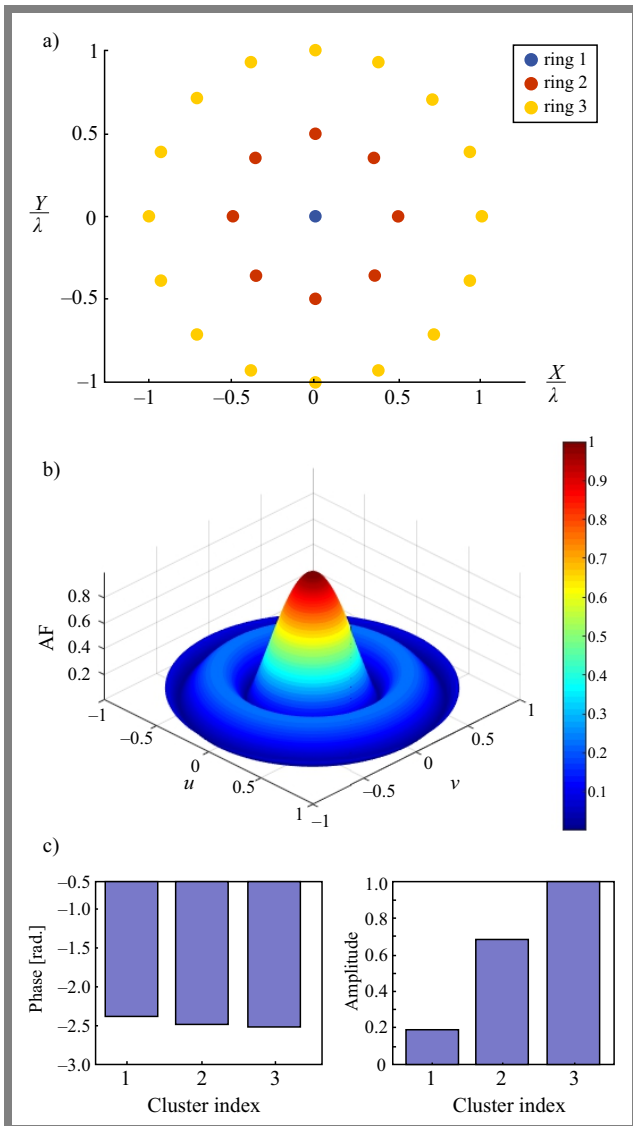 a)
1
0.5
0
–0.5
–1
Y
λ
ring 1
ring 2
ring 3
–1
–0.5
0
0.5
1
X
λ
b)
AF
0.8
0.6
0.4
0.2
–1
–0.5
0
0.5
1
u
–1
–0.5
0
0.5
1
v
1
0.9
0.8
0.7
0.6
0.5
0.4
0.3
0.2
0.1
c)
Phase [rad.]
–0.5
–1.0
–1.5
–2.0
–2.5
–3.0
1 2 3
Cluster index
Amplitude
1.0
0.8
0.6
0.4
0.2
0
1 2 3
Cluster index